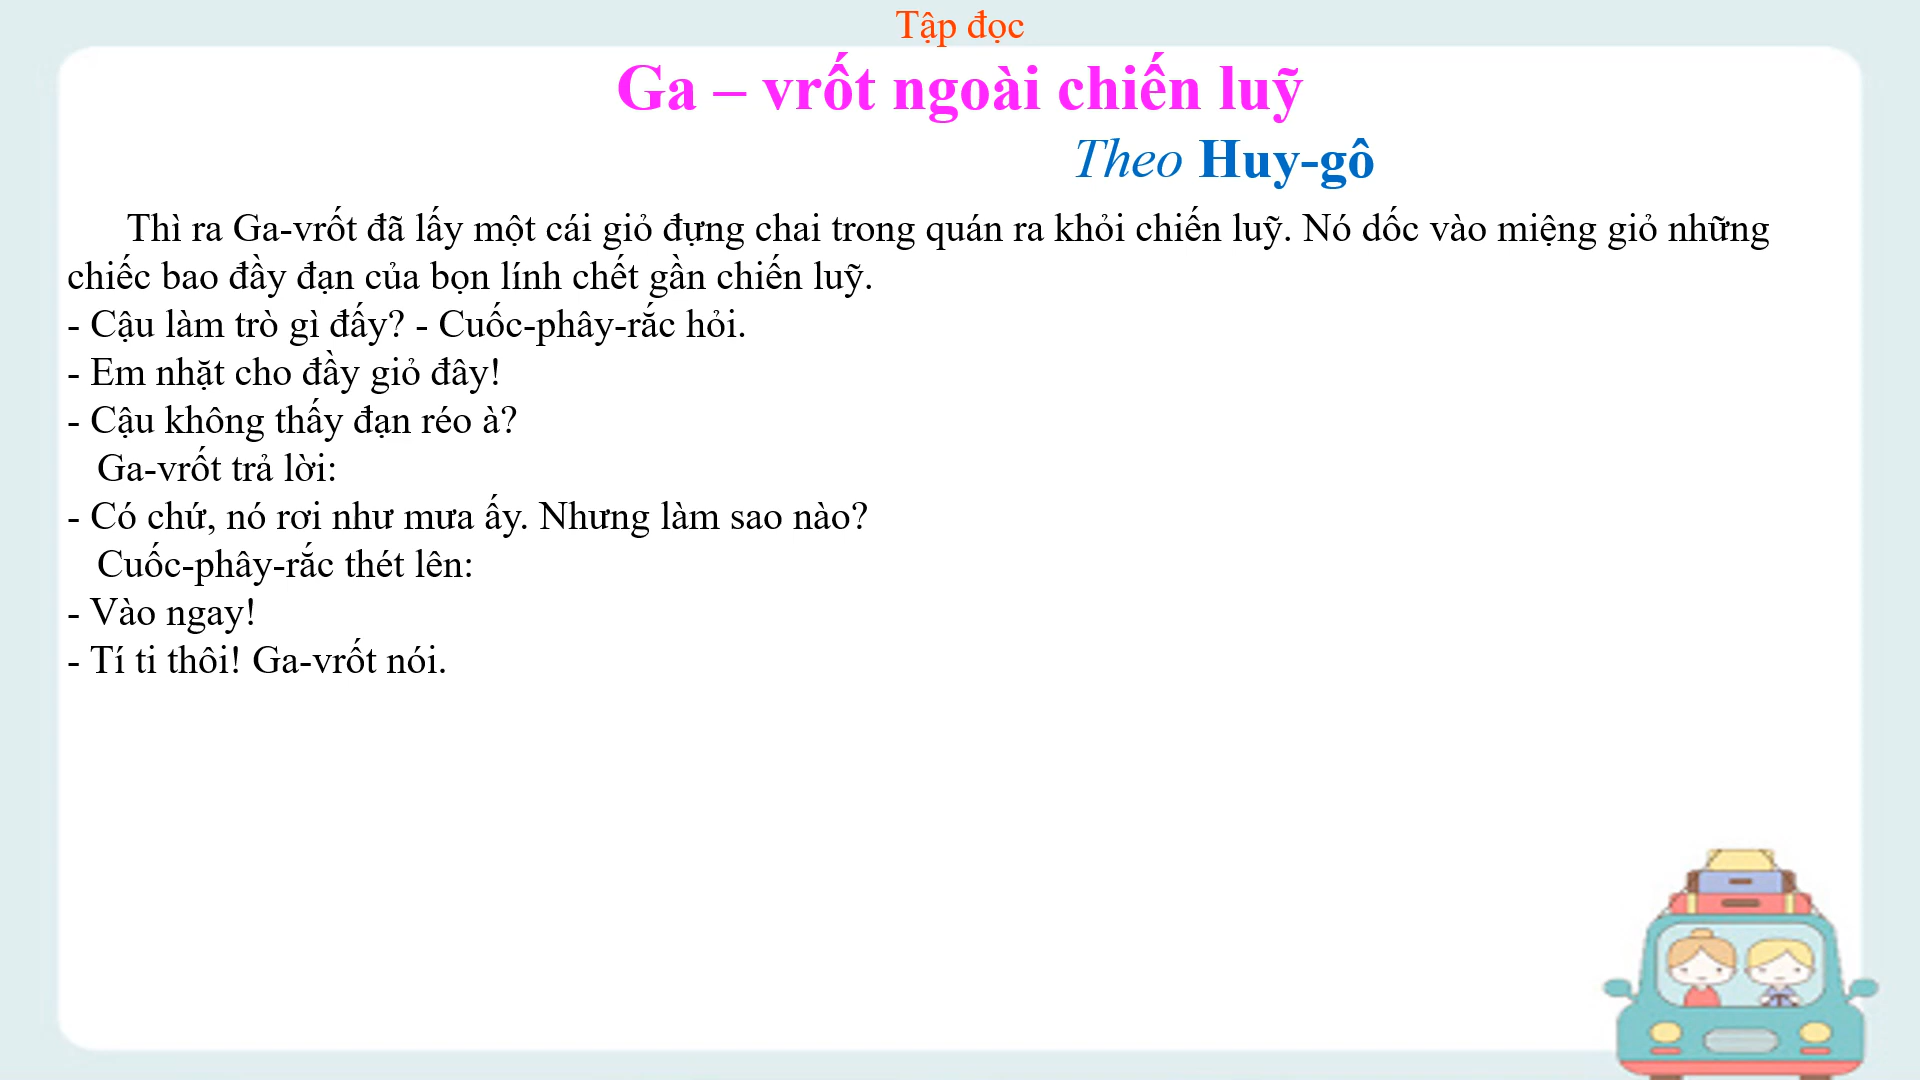 Tập đọc
Ga – vrốt ngoài chiến luỹ
Theo Huy-gô
Thì ra Ga-vrốt đã lấy một cái giỏ đựng chai trong quán ra khỏi chiến luỹ. Nó dốc vào miệng giỏ những
chiếc bao đầy đạn của bọn lính chết gần chiến luỹ.
- Cậu làm trò gì đấy? - Cuốc-phây-rắc hỏi.
- Em nhặt cho đầy giỏ đây!
- Cậu không thấy đạn réo à?
Ga-vrốt trả lời:
- Có chứ, nó rơi như mưa ấy. Nhưng làm sao nào?
Cuốc-phây-rắc thét lên:
- Vào ngay!
- Tí ti thôi! Ga-vrốt nói.